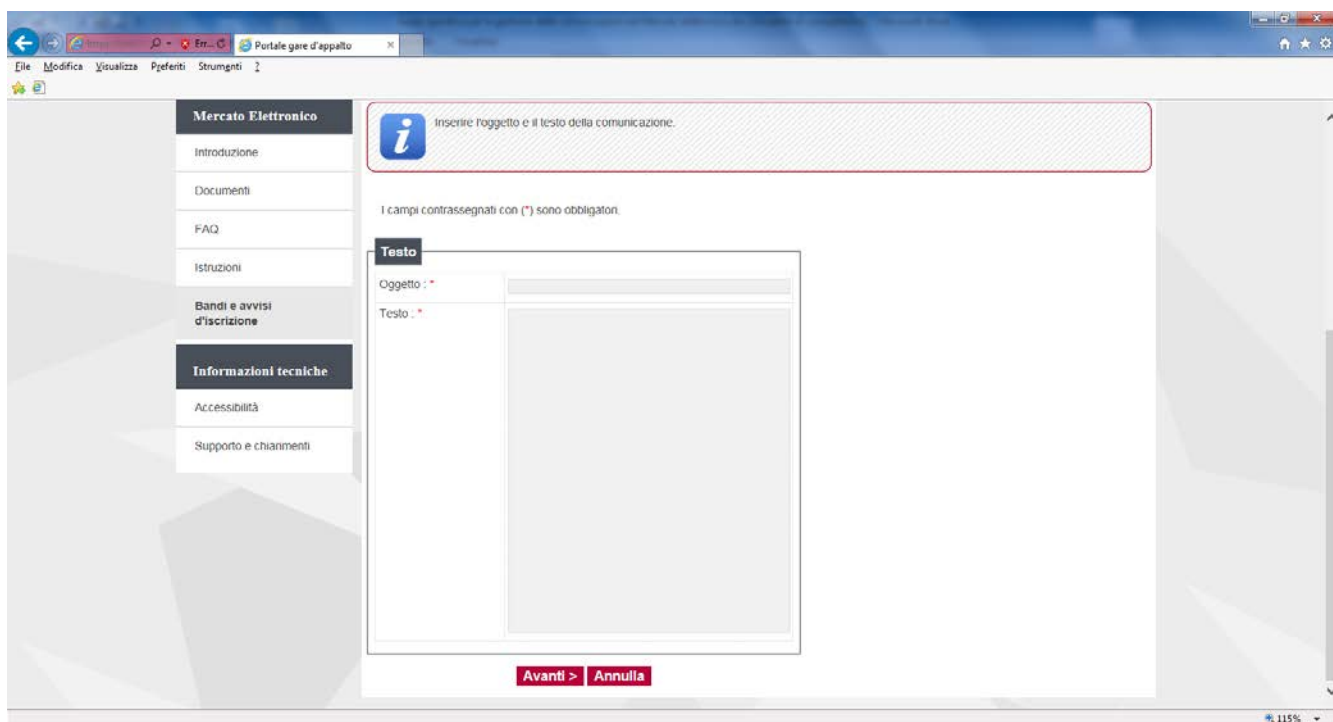 Err...
Portale gare d'appalto
File Modifica Visualizza Preferiti Strumenti ?
Mercato Elettronico
Introduzione
Documenti
FAQ
Istruzioni
Bandi e avvisi
d'iscrizione
Informazioni tecniche
Accessibilità
Supporto e chiarimenti
Inserire l'oggetto e il testo della comunicazione.
I campi contrassegnati con (*) sono obbligatori.
Testo
Oggetto : *
Testo : *
Avanti > Annulla
115%